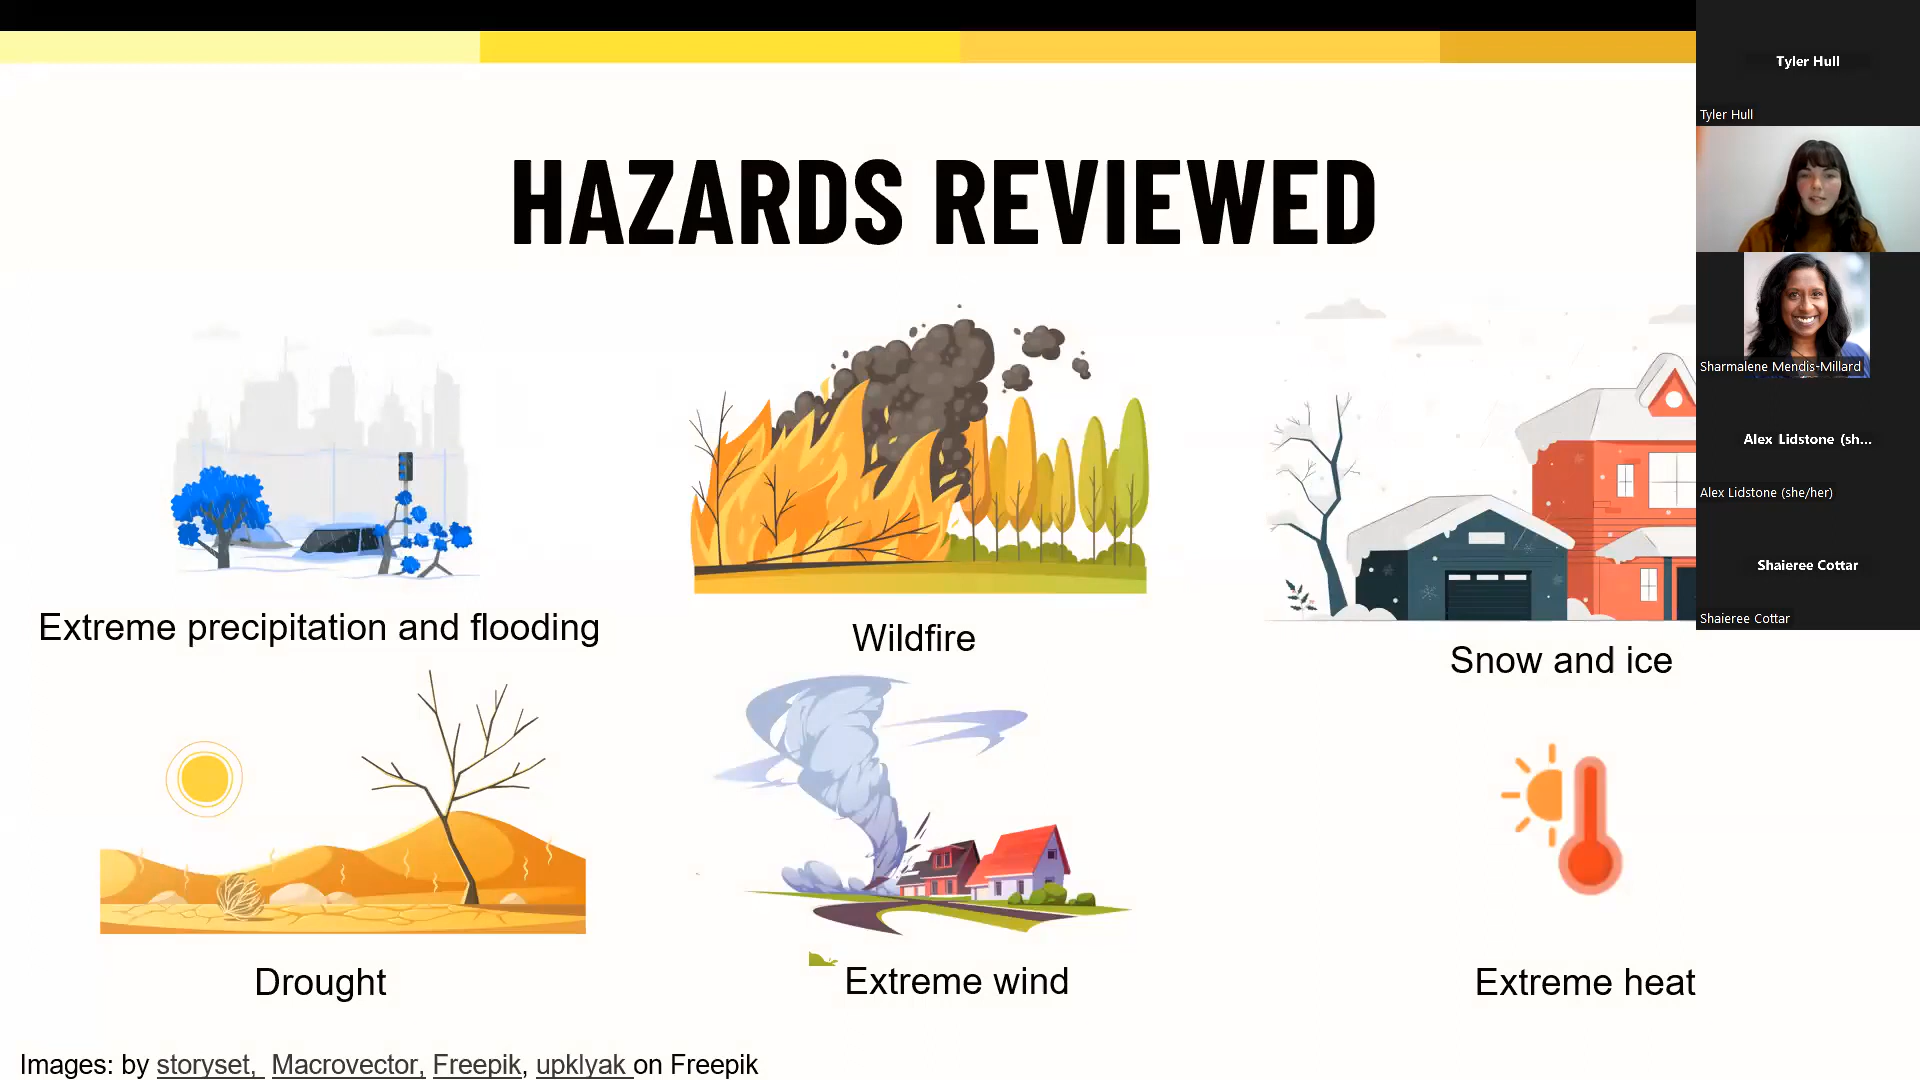 HAZARDS REVIEWED
Extreme precipitation and flooding
Wildfire
Snow and ice
Drought
Extreme wind
Extreme heat
Images: by storyset, Macrovector, Freepik, upklyak on Freepik
Tyler Hull
Tyler Hull
Sharmalene Mendis-Millard
Alex Lidstone (sh...
Alex Lidstone (she/her)
Shaieree Cottar
Shaieree Cottar